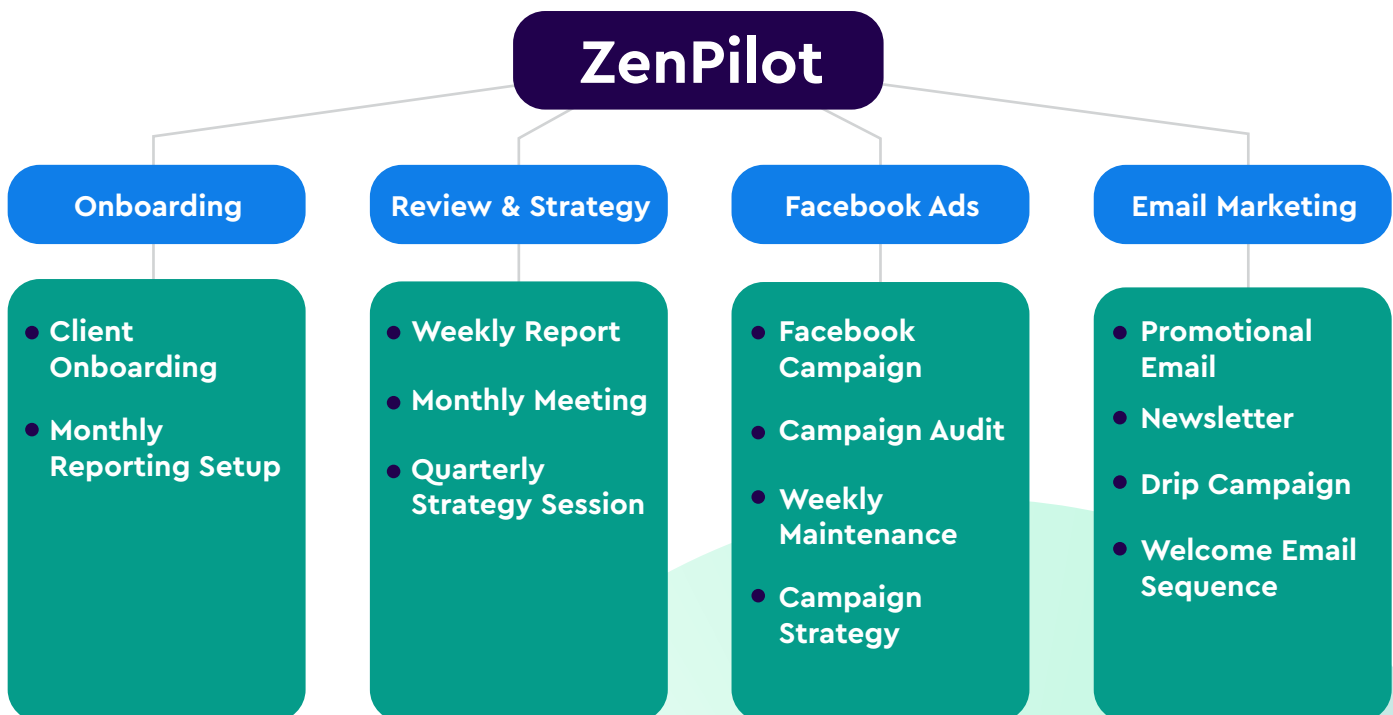 ZenPilot
Onboarding
Review & Strategy
Facebook Ads
Email Marketing
Client
Onboarding
Monthly
Reporting Setup
Weekly Report
Monthly Meeting
Quarterly
Strategy Session
Facebook
Campaign
Campaign Audit
Weekly
Maintenance
Campaign
Strategy
Promotional
Email
Newsletter
Drip Campaign
Welcome Email
Sequence